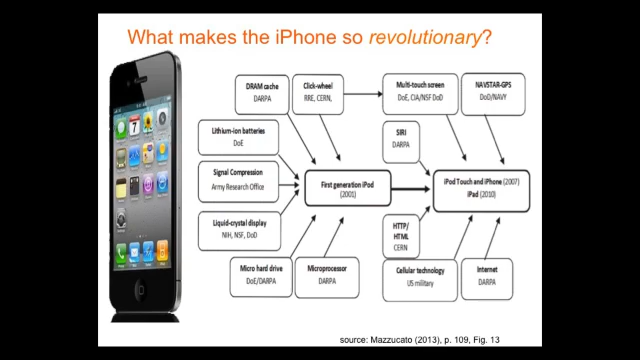 What makes the iPhone so revolutionary?
DRAM cache
DARPA
Click-wheel
RRE, CERN,
Multi-touch screen
DoE, CIA/NSF DoD
NAVSTAR-GPS
DoD/NAVY
Lithium-ion batteries
DoE
SIRI
DARPA
Signal Compression
Army Research Office
First generation iPod
(2001)
iPod Touch and iPhone (2007)
iPad (2010)
Liquid-crystal display
NIH, NSF, DoD
HTTP/
HTML
CERN
Micro hard drive
DoE/DARPA
Microprocessor
DARPA
Cellular technology
US military
Internet
DARPA
source: Mazzucato (2013), p. 109, Fig. 13